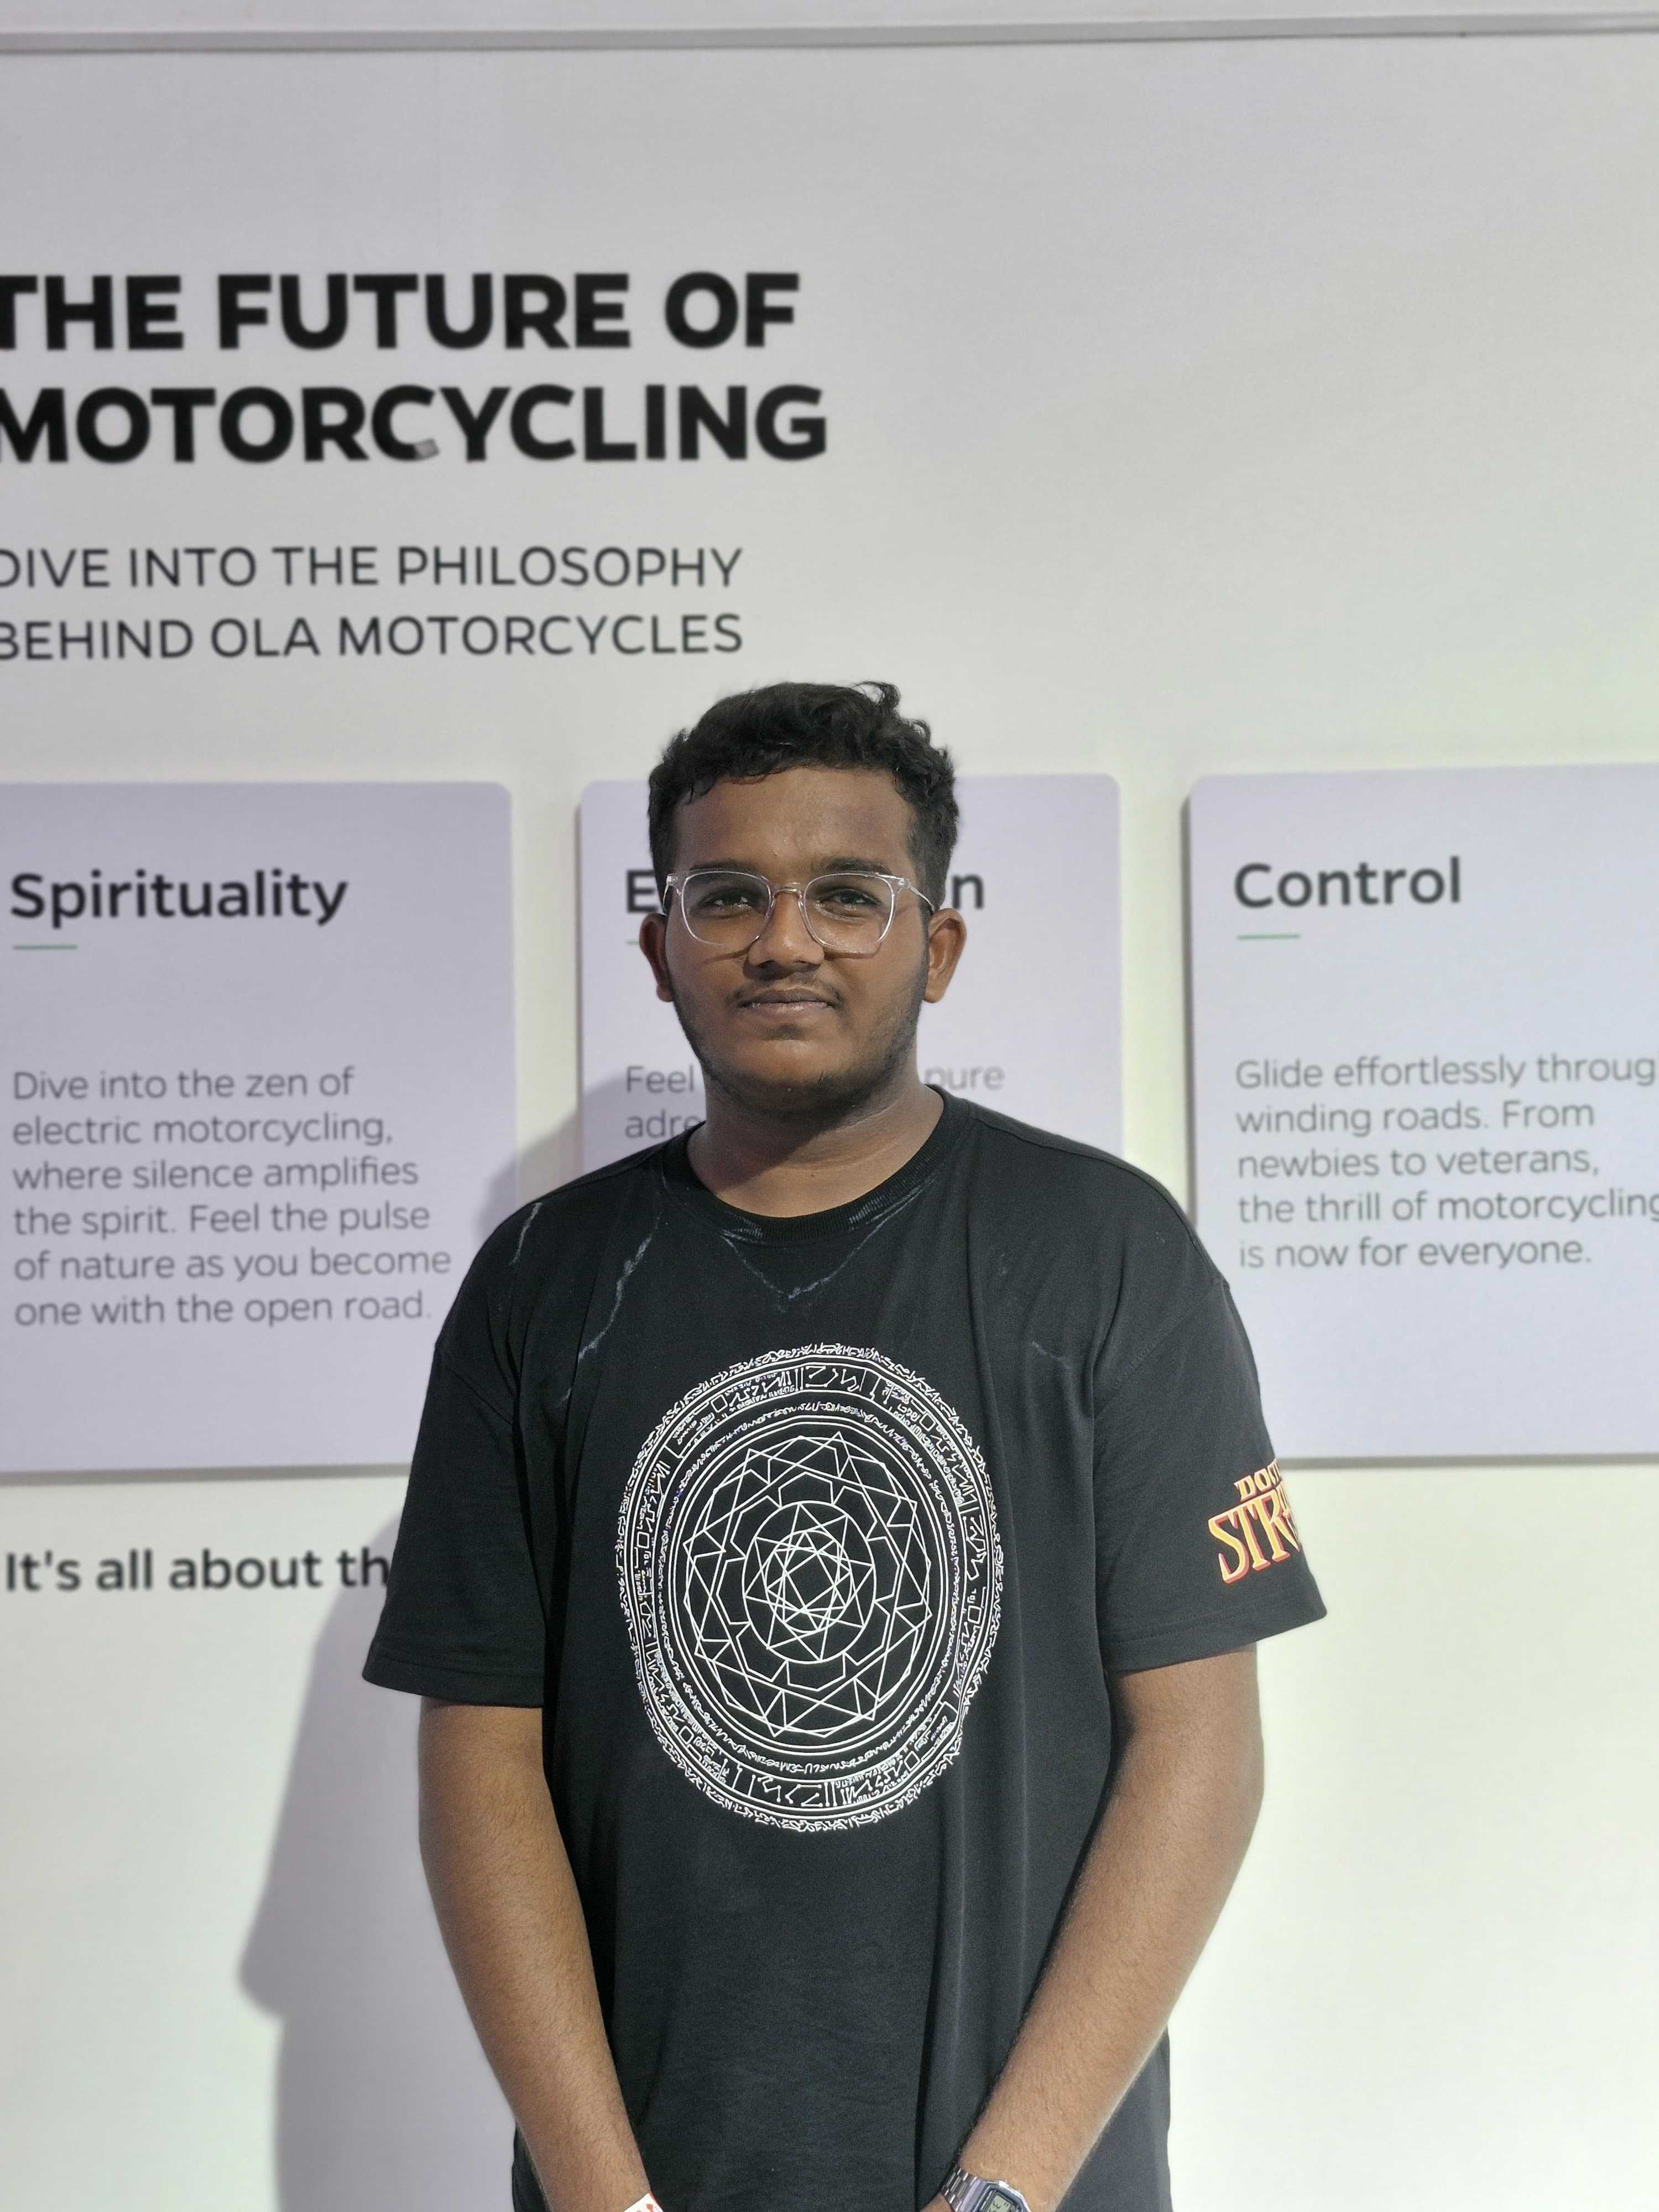 THE FUTURE OF
MOTORCYCLING
DIVE INTO THE PHILOSOPHY
BEHIND OLA MOTORCYCLES
Spirituality
Dive into the zen of
electric motorcycling,
where silence amplifies
the spirit. Feel the pulse
of nature as you become
one with the open road.
Feel
pure
Control
Glide effortlessly throug
winding roads. From
newbies to veterans,
the thrill of motorcycling
is now for everyone.
It's all about th
DO
STR